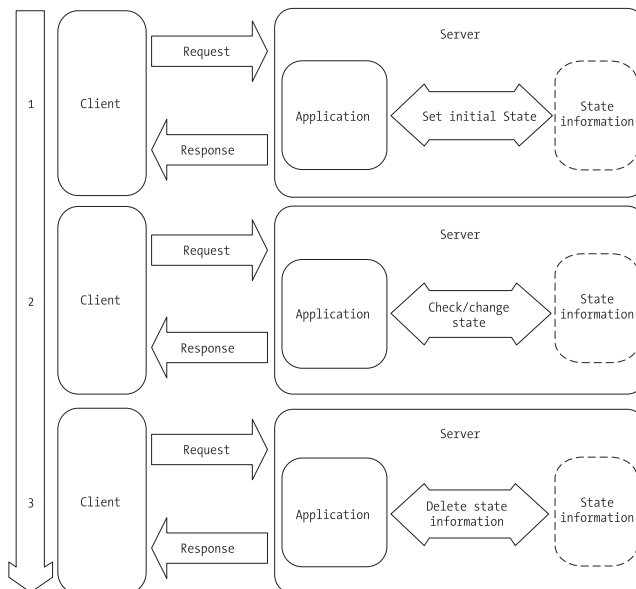 Server
Request
1
Client
Application
Set initial State
State
information
Response
Server
Request
2
Client
Application
Check/change
state
State
information
Response
Server
Request
3
Client
Application
Delete state
information
State
information
Response